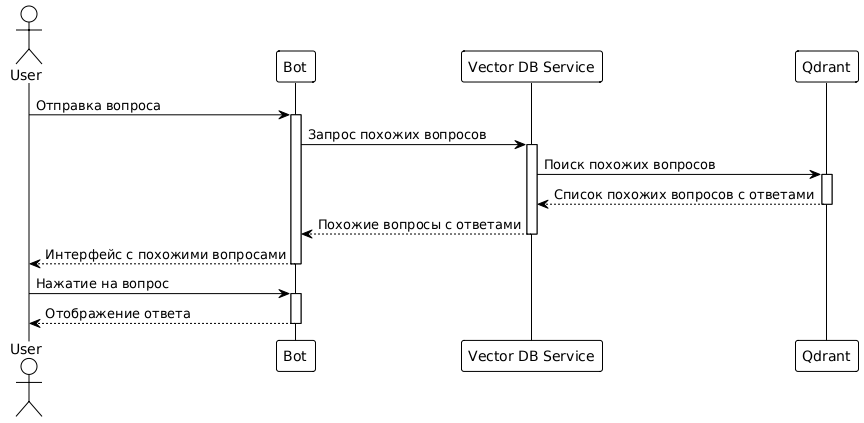 User
Bot
Vector DB Service
Qdrant
Отправка вопроса
Запрос похожих вопросов
Поиск похожих вопросов
Список похожих вопросов с ответами
Похожие вопросы с ответами
Интерфейс с похожими вопросами
Нажатие на вопрос
Отображение ответа
User
Bot
Vector DB Service
Qdrant